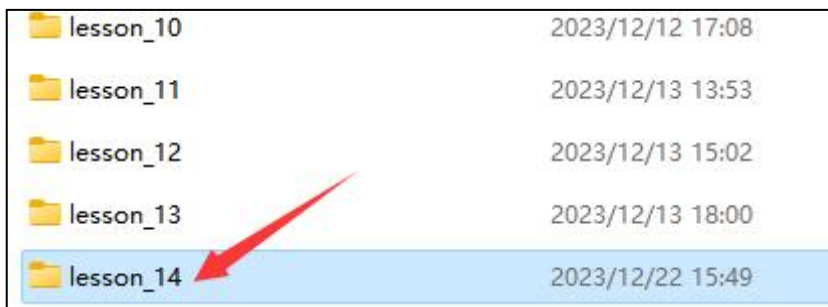 lesson_10 2023/12/12 17:08
lesson_11 2023/12/13 13:53
lesson_12 2023/12/13 15:02
lesson_13 2023/12/13 18:00
lesson_14 2023/12/22 15:49